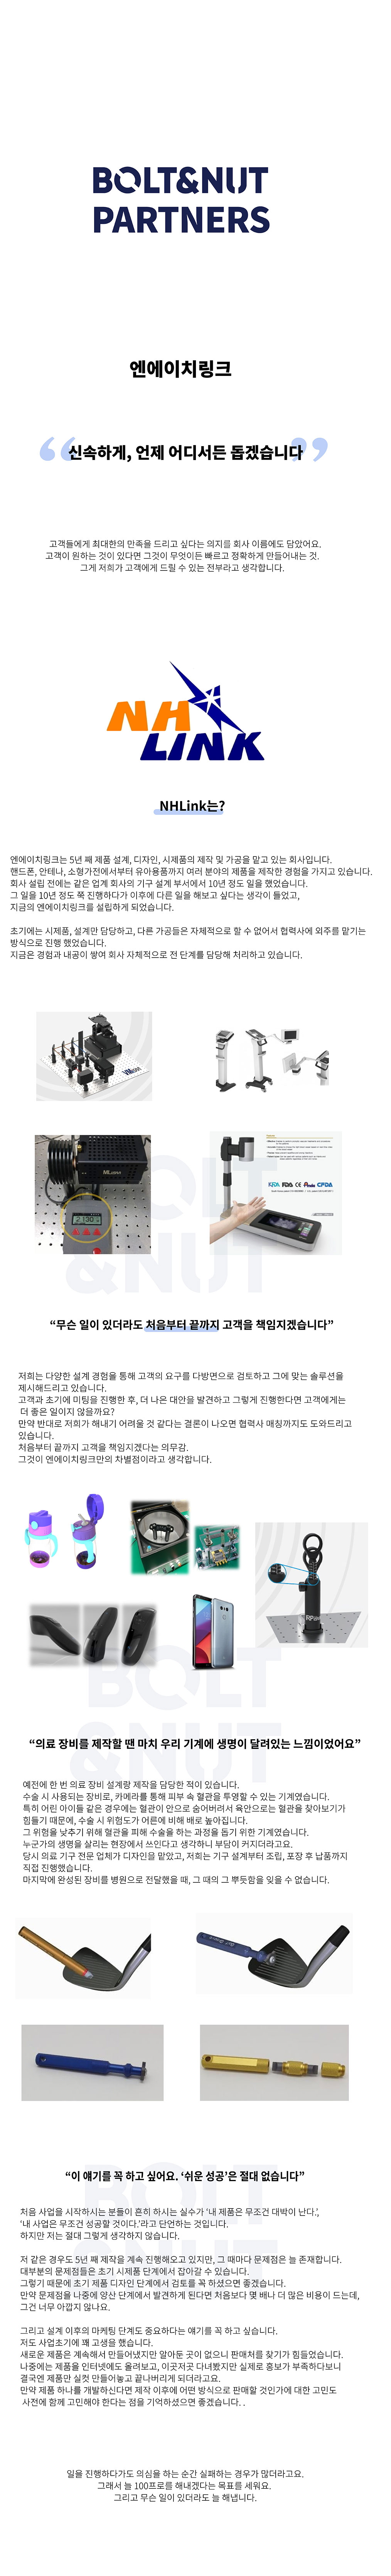 BOLT&NUT
PARTNERS
엔에이치링크
“신속하게, 언제 어디서든 돕겠습니다”
고객들에게 최대한의 만족을 드리고 싶다는 의지를 회사 이름에도 담았어요.
고객이 원하는 것이 있다면 그것이 무엇이든 빠르고 정확하게 만들어내는 것.
그게 저희가 고객에게 드릴 수 있는 전부라고 생각합니다.
NH
LINK
NHLink는?
엔에이치링크는 5년 째 제품 설계, 디자인, 시제품의 제작 및 가공을 맡고 있는 회사입니다.
핸드폰, 안테나, 소형가전에서부터 유아용품까지 여러 분야의 제품을 제작한 경험을 가지고 있습니다.
회사 설립 전에는 같은 업계 회사의 기구 설계 부서에서 10년 정도 일을 했었습니다.
그 일을 10년 정도 쭉 진행하다가 이후에 다른 일을 해보고 싶다는 생각이 들었고,
지금의 엔에이치링크를 설립하게 되었습니다.
초기에는 시제품, 설계만 담당하고, 다른 가공들은 자체적으로 할 수 없어서 협력사에 외주를 맡기는
방식으로 진행 했었습니다.
지금은 경험과 내공이 쌓여 회사 자체적으로 전 단계를 담당해 처리하고 있습니다.
KFDA FDA CE CFDA
BOLT
&NUT
“무슨 일이 있더라도 처음부터 끝까지 고객을 책임지겠습니다”
저희는 다양한 설계 경험을 통해 고객의 요구를 다방면으로 검토하고 그에 맞는 솔루션을
제시해드리고 있습니다.
고객과 초기에 미팅을 진행한 후, 더 나은 대안을 발견하고 그렇게 진행한다면 고객에게는
더 좋은 일이지 않을까요?
만약 반대로 저희가 해내기 어려울 것 같다는 결론이 나오면 협력사 매칭까지도 도와드리고
있습니다.
처음부터 끝까지 고객을 책임지겠다는 의무감.
그것이 엔에이치링크만의 차별점이라고 생각합니다.
BOLT
&NUT
“의료 장비를 제작할 땐 마치 우리 기계에 생명이 달려있는 느낌이었어요”
예전에 한 번 의료 장비 설계랑 제작을 담당한 적이 있습니다.
수술 시 사용되는 장비로, 카메라를 통해 피부 속 혈관을 투영할 수 있는 기계였습니다.
특히 어린 아이들 같은 경우에는 혈관이 안으로 숨어버려서 육안으로는 혈관을 찾아보기가
힘들기 때문에, 수술 시 위험도가 어른에 비해 배로 높아집니다.
그 위험을 낮추기 위해 혈관을 피해 수술을 하는 과정을 돕기 위한 기계였습니다.
누군가의 생명을 살리는 현장에서 쓰인다고 생각하니 부담이 커지더라고요.
당시 의료 기구 전문 업체가 디자인을 맡았고, 저희는 기구 설계부터 조립, 포장 후 납품까지
직접 진행했습니다.
마지막에 완성된 장비를 병원으로 전달했을 때, 그 때의 그 뿌듯함을 잊을 수 없습니다.
BOLT
&NUT
“이 얘기를 꼭 하고 싶어요. ‘쉬운 성공’은 절대 없습니다”
처음 사업을 시작하시는 분들이 흔히 하시는 실수가 ‘내 제품은 무조건 대박이 난다.’,
‘내 사업은 무조건 성공할 것이다.’라고 단언하는 것입니다.
하지만 저는 절대 그렇게 생각하지 않습니다.
저 같은 경우도 5년 째 제작을 계속 진행해오고 있지만, 그 때마다 문제점은 늘 존재합니다.
대부분의 문제점들은 초기 시제품 단계에서 잡아갈 수 있습니다.
그렇기 때문에 초기 제품 디자인 단계에서 검토를 꼭 하셨으면 좋겠습니다.
만약 문제점을 나중에 양산 단계에서 발견하게 된다면 처음보다 몇 배나 더 많은 비용이 드는데,
그건 너무 아깝지 않나요.
그리고 설계 이후의 마케팅 단계도 중요하다는 얘기를 꼭 하고 싶습니다.
저도 사업초기에 꽤 고생을 했습니다.
새로운 제품은 계속해서 만들어냈지만 알아둔 곳이 없으니 판매처를 찾기가 힘들었습니다.
나중에는 제품을 인터넷에도 올려보고, 이곳저곳 다녀봤지만 실제로 홍보가 부족하다보니
결국엔 제품만 실컷 만들어놓고 끝나버리게 되더라고요.
만약 제품 하나를 개발하신다면 제작 이후에 어떤 방식으로 판매할 것인가에 대한 고민도
사전에 함께 고민해야 한다는 점을 기억하셨으면 좋겠습니다. .
일을 진행하다가도 의심을 하는 순간 실패하는 경우가 많더라고요.
그래서 늘 100프로를 해내겠다는 목표를 세워요.
그리고 무슨 일이 있더라도 늘 해냅니다.